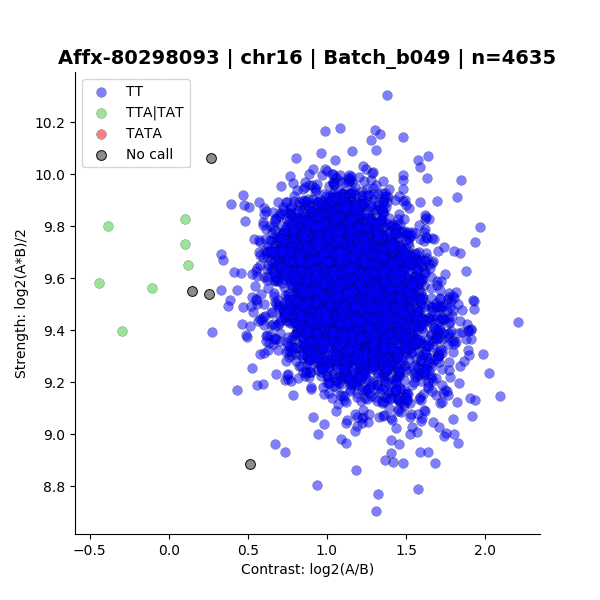 Affx-80298093 | chr16 | Batch_b049 | n=4635
TT
TTA|TAT
TATA
No call
Strength: log2(A*B)/2
10.2
10.0
9.8
9.6
9.4
9.2
9.0
8.8
−0.5 0.0 0.5 1.0 1.5 2.0
Contrast: log2(A/B)